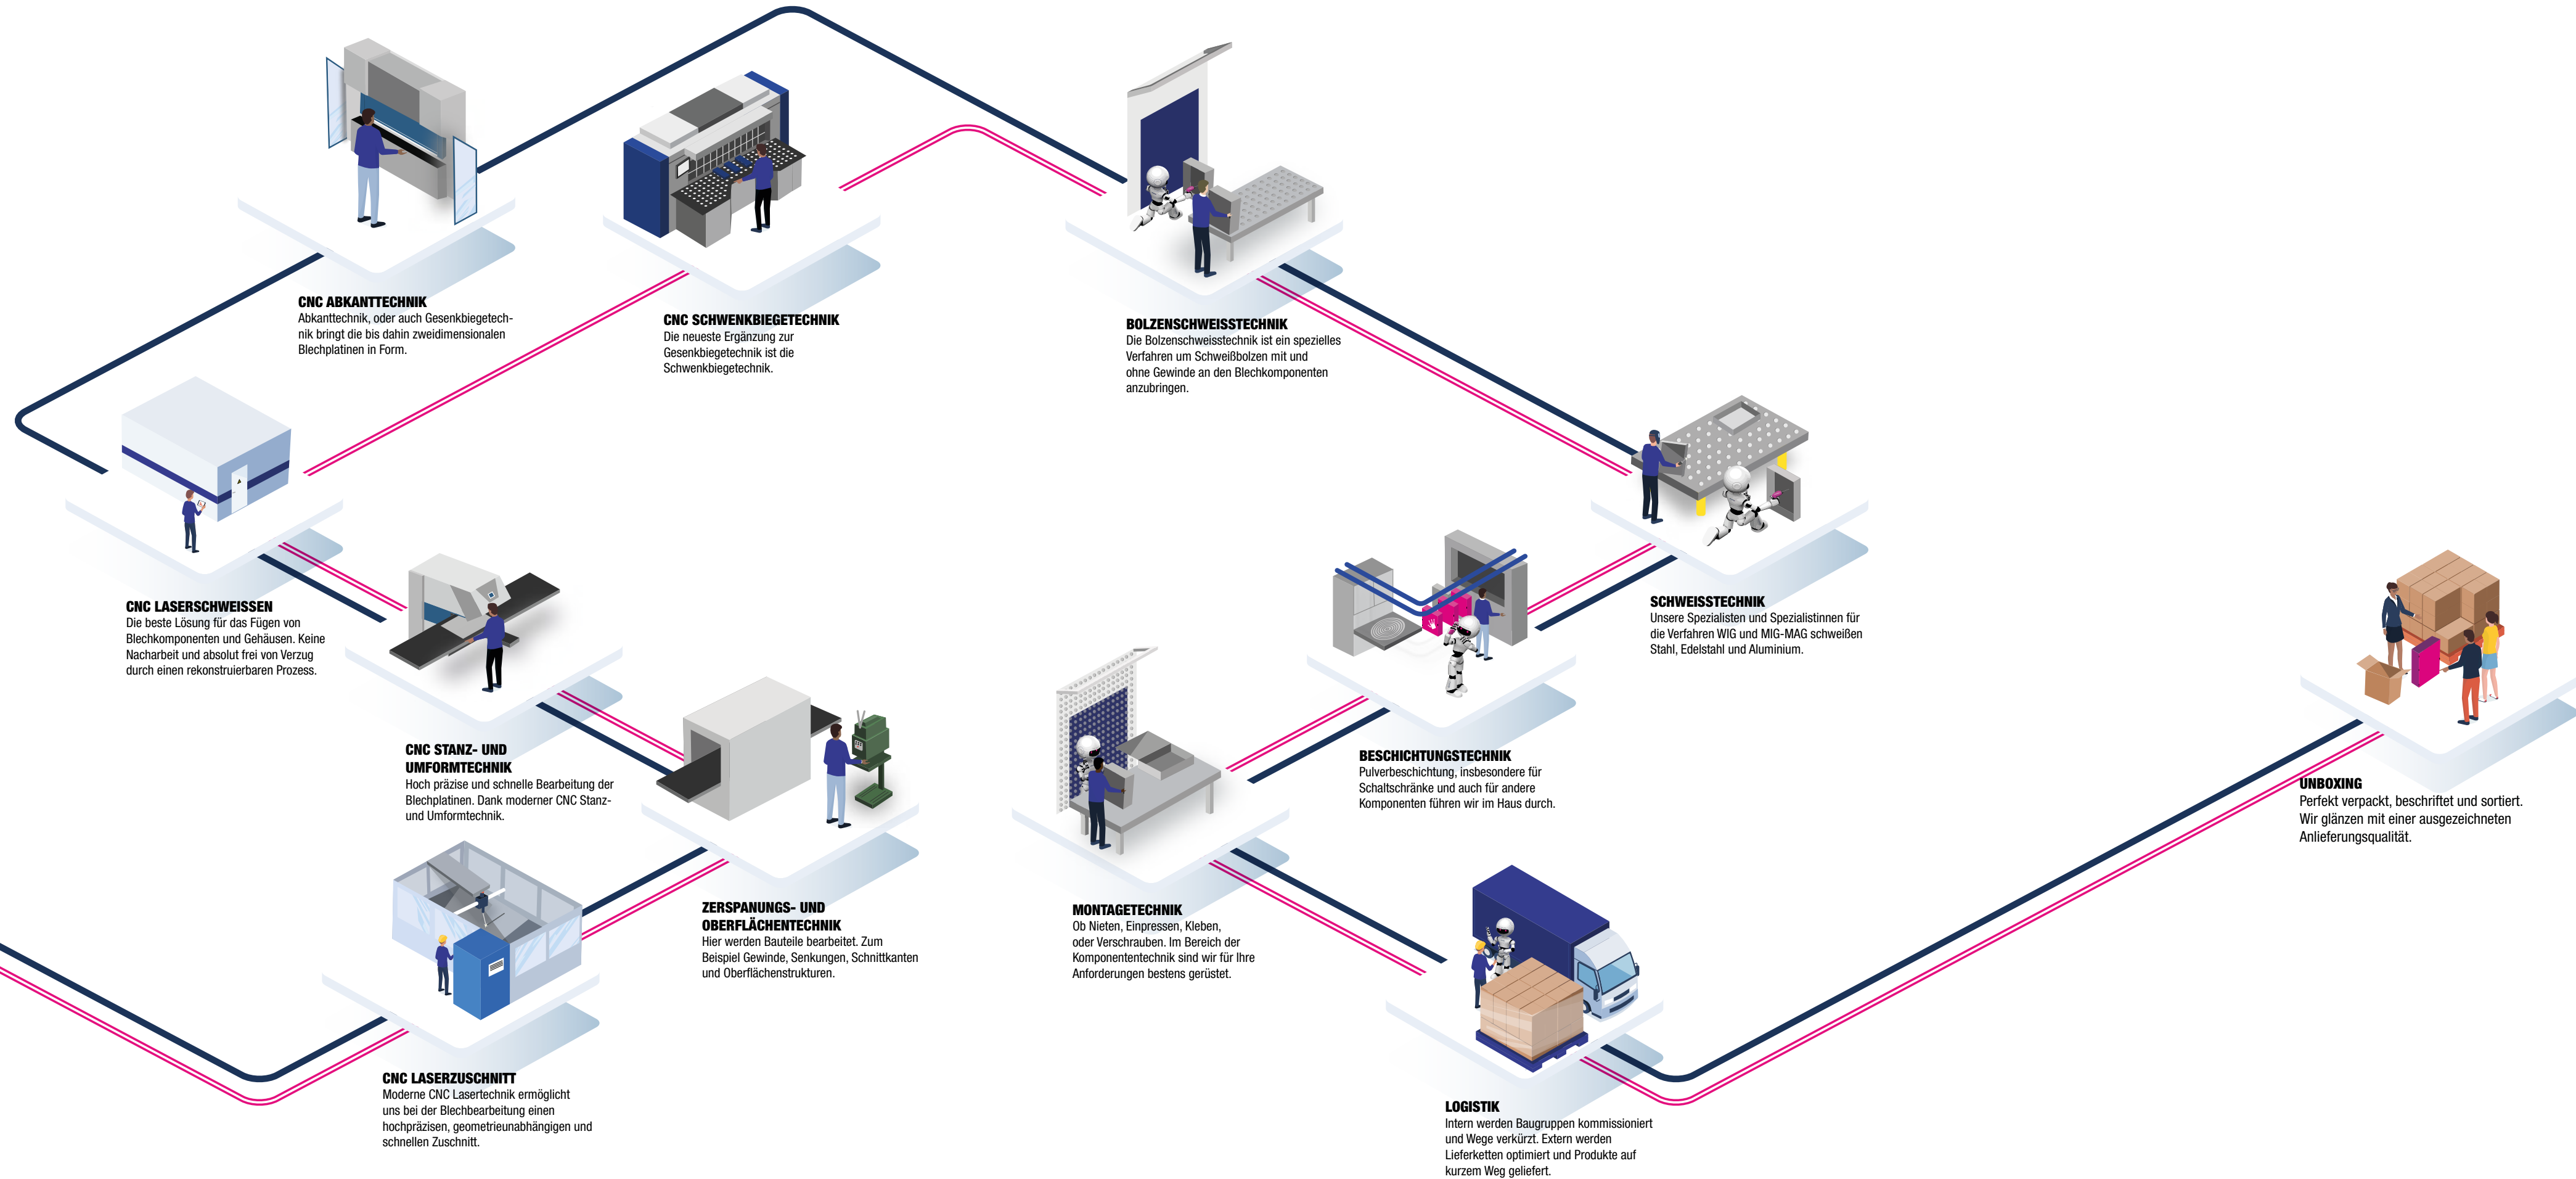 CNC ABKANTTECHNIK
Abkanttechnik, oder auch Gesenkbiegetech-
nik bringt die bis dahin zweidimensionalen
Blechplatinen in Form.
CNC SCHWENKBIEGETECHNIK
Die neueste Ergänzung zur
Gesenkbiegetechnik ist die
Schwenkbiegetechnik.
BOLZENSCHWEISSTECHNIK
Die Bolzenschweisstechnik ist ein spezielles
Verfahren um Schweißbolzen mit und
ohne Gewinde an den Blechkomponenten
anzubringen.
CNC LASERSCHWEISSEN
Die beste Lösung für das Fügen von
Blechkomponenten und Gehäusen. Keine
Nacharbeit und absolut frei von Verzug
durch einen rekonstruierbaren Prozess.
SCHWEISSTECHNIK
Unsere Spezialisten und Spezialistinnen für
die Verfahren WIG und MIG-MAG schweißen
Stahl, Edelstahl und Aluminium.
CNC STANZ- UND
UMFORMTECHNIK
Hoch präzise und schnelle Bearbeitung der
Blechplatinen. Dank moderner CNC Stanz-
und Umformtechnik.
BESCHICHTUNGSTECHNIK
Pulverbeschichtung, insbesondere für
Schaltschränke und auch für andere
Komponenten führen wir im Haus durch.
UNBOXING
Perfekt verpackt, beschriftet und sortiert.
Wir glänzen mit einer ausgezeichneten
Anlieferungsqualität.
ZERSPANUNGS- UND
OBERFLÄCHENTECHNIK
Hier werden Bauteile bearbeitet. Zum
Beispiel Gewinde, Senkungen, Schnittkanten
und Oberflächenstrukturen.
MONTAGETECHNIK
Ob Nieten, Einpressen, Kleben,
oder Verschrauben. Im Bereich der
Komponententechnik sind wir für Ihre
Anforderungen bestens gerüstet.
CNC LASERZUSCHNITT
Moderne CNC Lasertechnik ermöglicht
uns bei der Blechbearbeitung einen
hochpräzisen, geometrieunabhängigen und
schnellen Zuschnitt.
LOGISTIK
Intern werden Baugruppen kommissioniert
und Wege verkürzt. Extern werden
Lieferketten optimiert und Produkte auf
kurzem Weg geliefert.